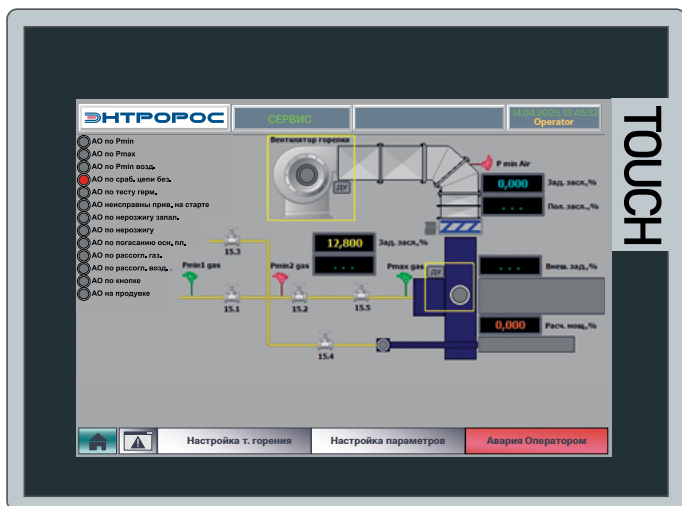 ЭНТРОРОС
СЕРВИС
14.04.2025 13:45:32
Operator
TOUCH
АО по Pmin
АО по Pmax
АО по Pmin возд.
АО по сраб. цепи без.
АО по тесту герм.
АО неисправны прив. на старте
АО по нерозжигу запал.
АО по нерозжигу
АО по погасанию осн, пл.
АО по рассогл. газ.
АО по рассогл. возд. .
АО по кнопке
АО на продувке
Вентилятор горелки
ДУ
P min Air
0,000 Зад. засл.,%
... Пол. засл.,%
15.3
12,800 Зад. засл.,%
...
Pmin1 gas
Pmin2 gas
Pmax gas
ДУ
... Внеш. зад.,%
15.1
15.2
15.5
0,000 Расч. мощ.,%
15.4
Настройка т. горения
Настройка параметров
Авария Оператором